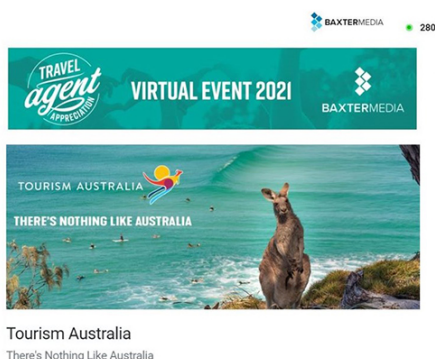 BAXTERMEDIA
280
TRAVEL
agent
APPRECIATION
VIRTUAL EVENT 2021
BAXTERMEDIA
TOURISM AUSTRALIA
THERE'S NOTHING LIKE AUSTRALIA
Tourism Australia
There's Nothing Like Australia